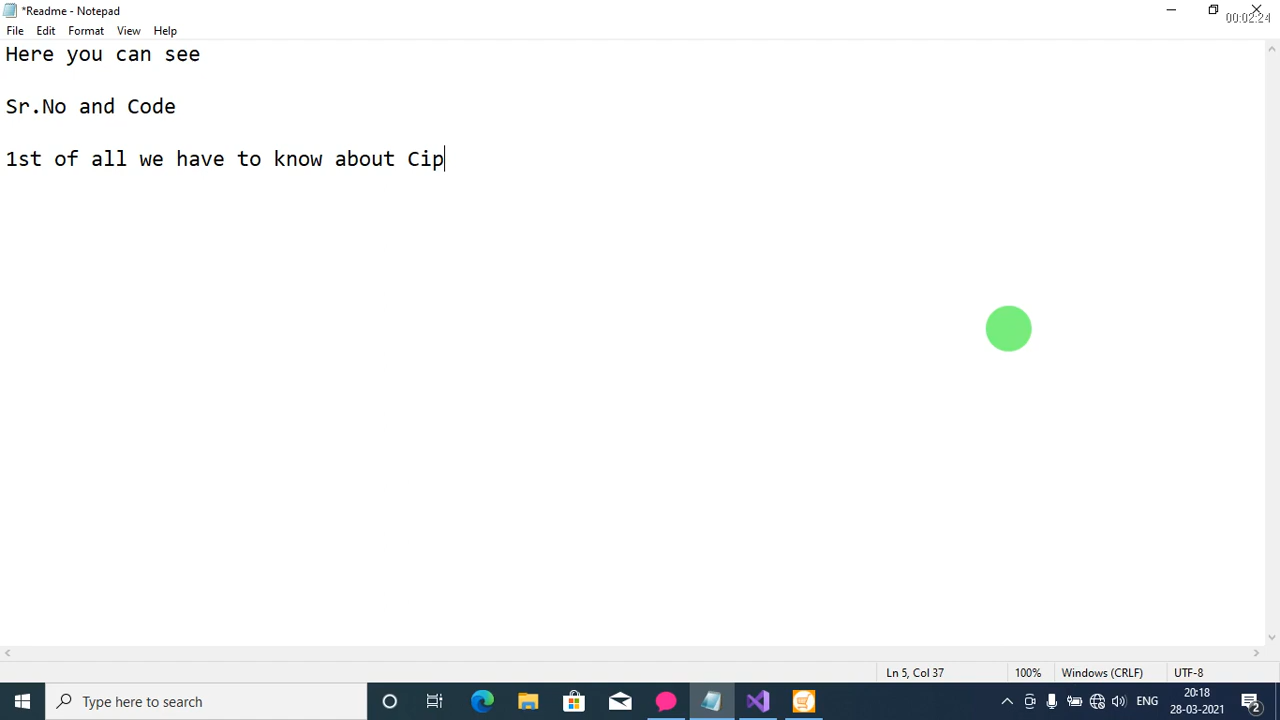 *Readme - Notepad
00:02:24
File Edit Format View Help
Here you can see
Sr.No and Code
1st of all we have to know about Cip
Ln 5, Col 37 100% Windows (CRLF) UTF-8
Type here to search
ENG
20:18
28-03-2021
2